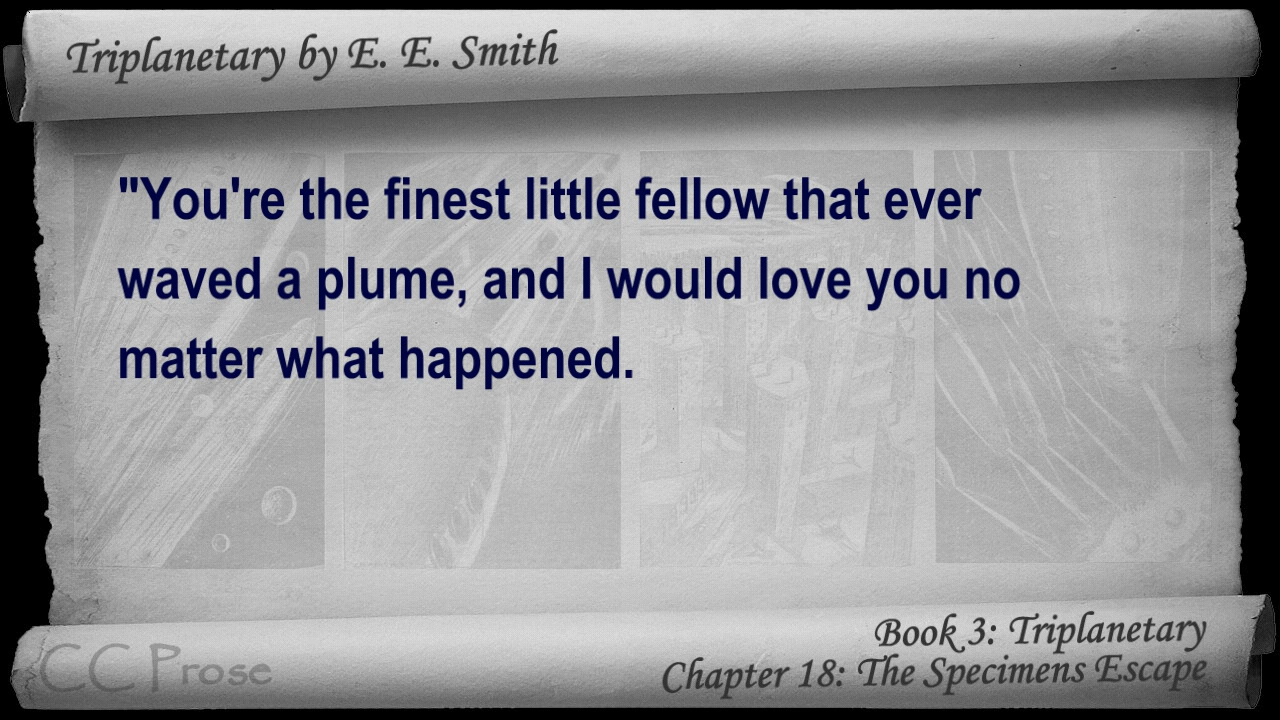 Triplanetary by E. E. Smith
"You're the finest little fellow that ever
waved a plume, and I would love you no
matter what happened.
Book 3: Triplanetary
Chapter 18: The Specimens Escape
CC Prose